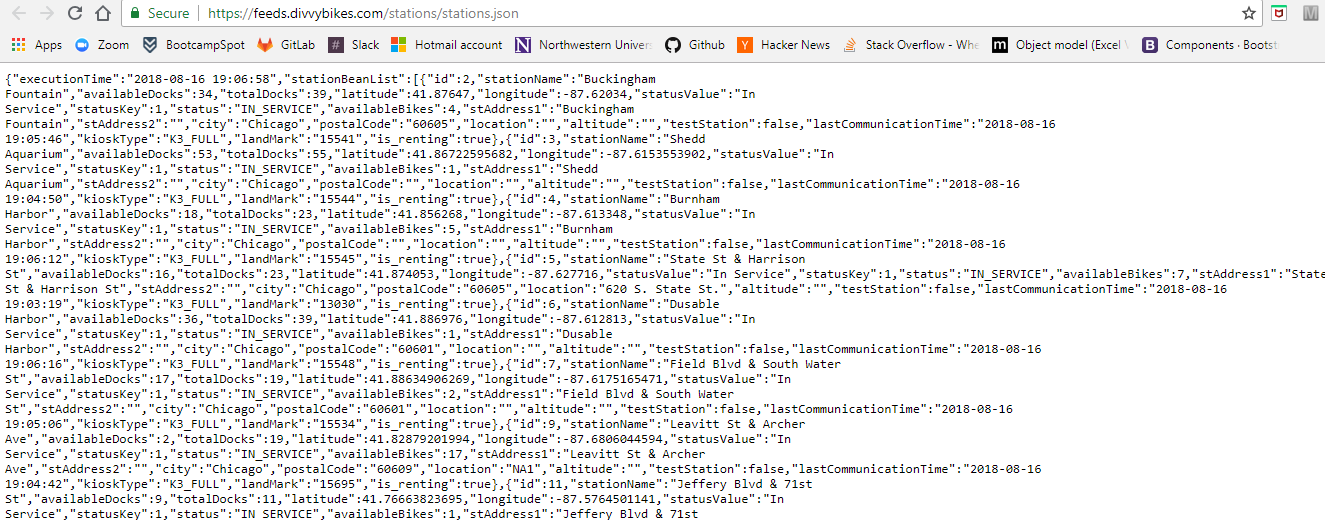 Secure https://feeds.divvybikes.com/stations/stations.json
Apps Zoom BootcampSpot GitLab Slack Hotmail account Northwestern Univers Github Hacker News Stack Overflow - Whe Object model (Excel Components · Bootst
{"executionTime":"2018-08-16 19:06:58","stationBeanList":[{"id":2,"stationName":"Buckingham
Fountain","availableDocks":34,"totalDocks":39,"latitude":41.87647,"longitude":-87.62034,"statusValue":"In
Service","statusKey":1,"status":"IN_SERVICE","availableBikes":4,"stAddress1":"Buckingham
Fountain","stAddress2":"","city":"Chicago","postalCode":"60605","location":"","altitude":"","testStation":false,"lastCommunicationTime":"2018-08-16
19:05:46","kioskType":"K3_FULL","landMark":"15541","is_renting":true},{"id":3,"stationName":"Shedd
Aquarium","availableDocks":53,"totalDocks":55,"latitude":41.86722595682,"longitude":-87.6153553902,"statusValue":"In
Service","statusKey":1,"status":"IN_SERVICE","availableBikes":1,"stAddress1":"Shedd
Aquarium","stAddress2":"","city":"Chicago","postalCode":"","location":"","altitude":"","testStation":false,"lastCommunicationTime":"2018-08-16
19:04:50","kioskType":"K3_FULL","landMark":"15544","is_renting":true},{"id":4,"stationName":"Burnham
Harbor","availableDocks":18,"totalDocks":23,"latitude":41.856268,"longitude":-87.613348,"statusValue":"In
Service","statusKey":1,"status":"IN_SERVICE","availableBikes":5,"stAddress1":"Burnham
Harbor","stAddress2":"","city":"Chicago","postalCode":"","location":"","altitude":"","testStation":false,"lastCommunicationTime":"2018-08-16
19:06:12","kioskType":"K3_FULL","landMark":"15545","is_renting":true},{"id":5,"stationName":"State St & Harrison
St","availableDocks":16,"totalDocks":23,"latitude":41.874053,"longitude":-87.627716,"statusValue":"In Service","statusKey":1,"status":"IN_SERVICE","availableBikes":7,"stAddress1":"State
St & Harrison St","stAddress2":"","city":"Chicago","postalCode":"60605","location":"620 S. State St.","altitude":"","testStation":false,"lastCommunicationTime":"2018-08-16
19:03:19","kioskType":"K3_FULL","landMark":"13030","is_renting":true},{"id":6,"stationName":"Dusable
Harbor","availableDocks":36,"totalDocks":39,"latitude":41.886976,"longitude":-87.612813,"statusValue":"In
Service","statusKey":1,"status":"IN_SERVICE","availableBikes":1,"stAddress1":"Dusable
Harbor","stAddress2":"","city":"Chicago","postalCode":"60601","location":"","altitude":"","testStation":false,"lastCommunicationTime":"2018-08-16
19:06:16","kioskType":"K3_FULL","landMark":"15548","is_renting":true},{"id":7,"stationName":"Field Blvd & South Water
St","availableDocks":17,"totalDocks":19,"latitude":41.88634906269,"longitude":-87.6175165471,"statusValue":"In
Service","statusKey":1,"status":"IN_SERVICE","availableBikes":2,"stAddress1":"Field Blvd & South Water
St","stAddress2":"","city":"Chicago","postalCode":"60601","location":"","altitude":"","testStation":false,"lastCommunicationTime":"2018-08-16
19:05:06","kioskType":"K3_FULL","landMark":"15534","is_renting":true},{"id":9,"stationName":"Leavitt St & Archer
Ave","availableDocks":2,"totalDocks":19,"latitude":41.82879201994,"longitude":-87.6806044594,"statusValue":"In
Service","statusKey":1,"status":"IN_SERVICE","availableBikes":17,"stAddress1":"Leavitt St & Archer
Ave","stAddress2":"","city":"Chicago","postalCode":"60609","location":"NA1","altitude":"","testStation":false,"lastCommunicationTime":"2018-08-16
19:04:42","kioskType":"K3_FULL","landMark":"15695","is_renting":true},{"id":11,"stationName":"Jeffery Blvd & 71st
St","availableDocks":9,"totalDocks":11,"latitude":41.76663823695,"longitude":-87.5764501141,"statusValue":"In
Service","statusKey":1,"status":"IN SERVICE","availableBikes":1,"stAddress1":"Jeffery Blvd & 71st